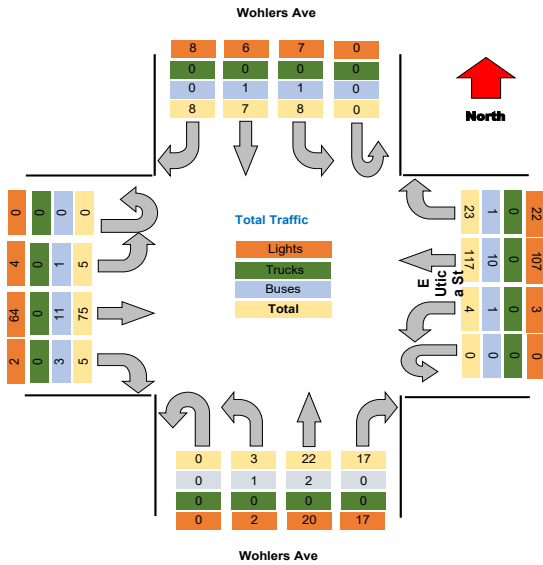 Wohlers Ave
8 6 7 0
0 0 0 0
0 1 1 0
8 7 8 0
North
0 0 0 0
4 0 1 5
64 0 11 75
2 0 3 5
Total Traffic
Lights
Trucks
Buses
Total
E
Utic
a St
23 1 0 22
117 10 0 107
4 1 0 3
0 0 0 0
0 3 22 17
0 1 2 0
0 0 0 0
0 2 20 17
Wohlers Ave